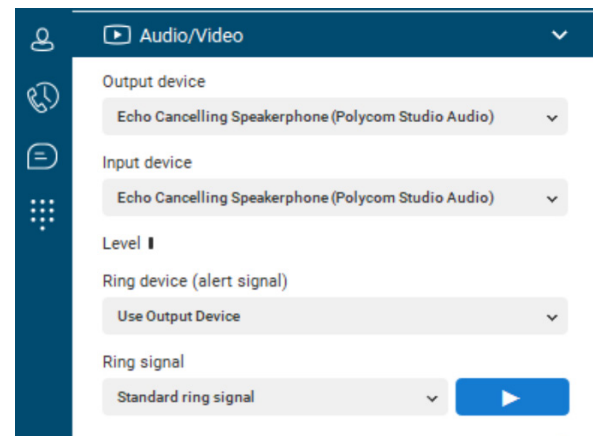 Audio/Video
Output device
Echo Cancelling Speakerphone (Polycom Studio Audio)
Input device
Echo Cancelling Speakerphone (Polycom Studio Audio)
Level
Ring device (alert signal)
Use Output Device
Ring signal
Standard ring signal